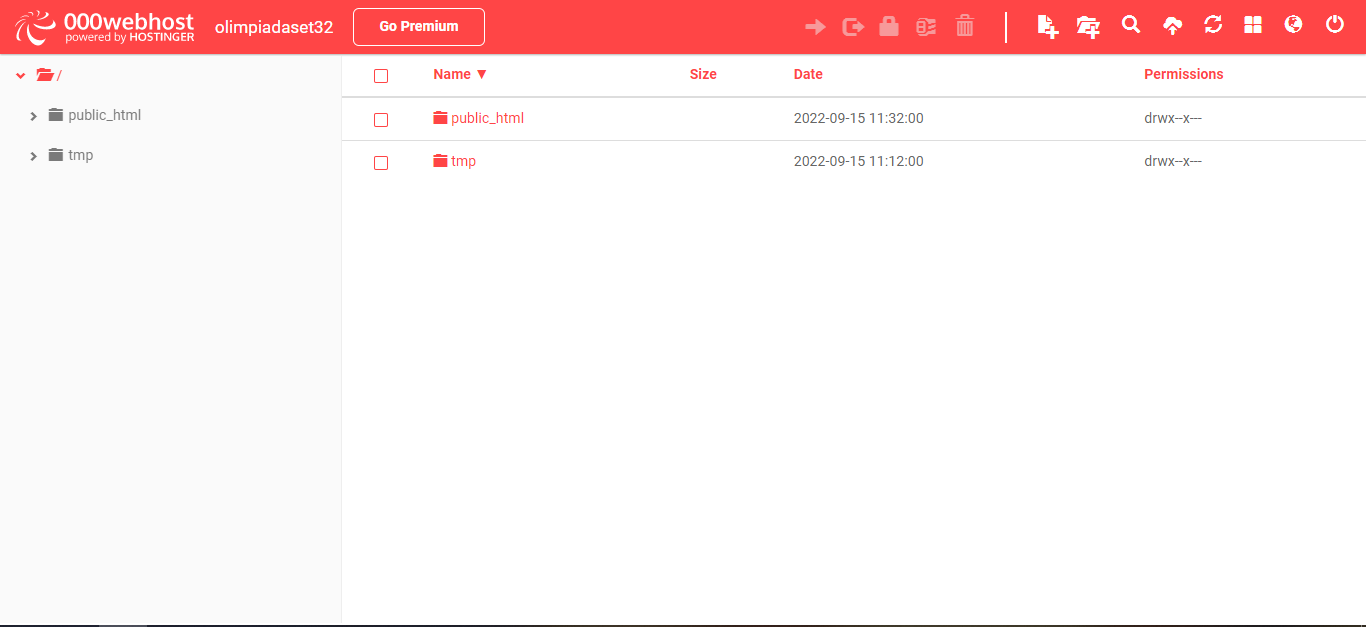 000webhost
powered by HOSTINGER
olimpiadaset32
Go Premium
/
public_html
tmp
Name ▼ Size Date Permissions
public_html 2022-09-15 11:32:00 drwx--x---
tmp 2022-09-15 11:12:00 drwx--x---